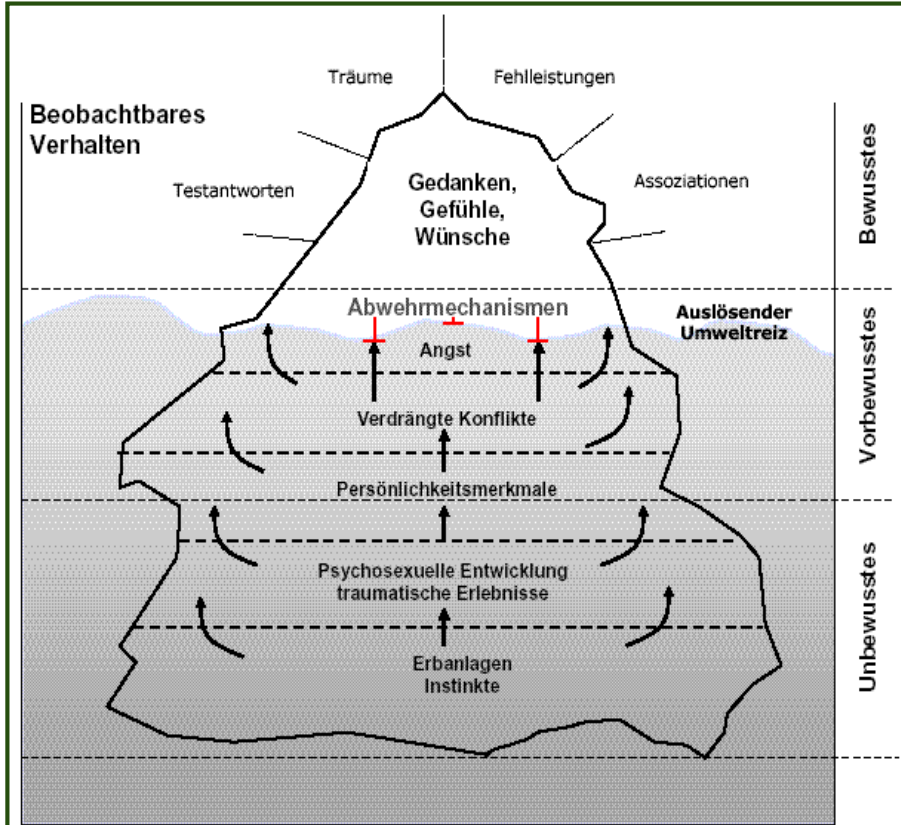 Träume
Fehlleistungen
Beobachtbares
Verhalten
Testantworten
Assoziationen
Gedanken,
Gefühle,
Wünsche
Bewusstes
Abwehrmechanismen
Auslösender
Umweltreiz
Angst
Verdrängte Konflikte
Persönlichkeitsmerkmale
Vorbewusstes
Psychosexuelle Entwicklung
traumatische Erlebnisse
Erbanlagen
Instinkte
Unbewusstes